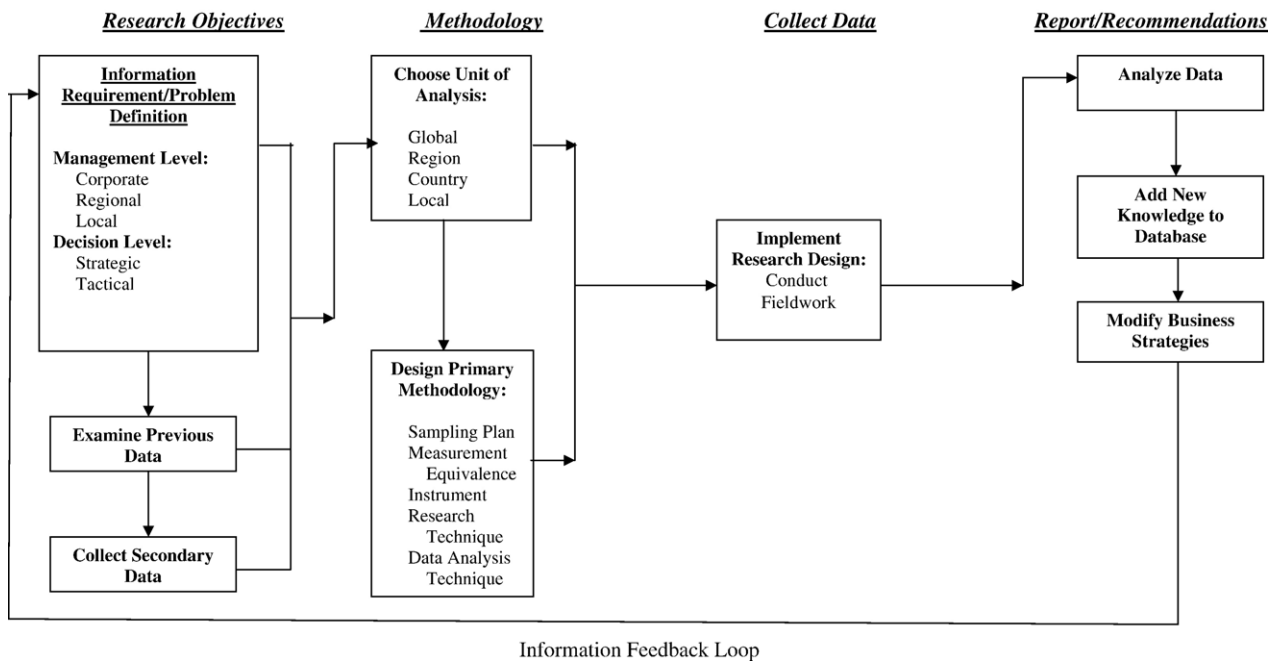 Research Objectives
Methodology
Collect Data
Report/Recommendations
Information
Requirement/Problem
Definition
Management Level:
Corporate
Regional
Local
Decision Level:
Strategic
Tactical
Examine Previous
Data
Collect Secondary
Data
Choose Unit of
Analysis:
Global
Region
Country
Local
Design Primary
Methodology:
Sampling Plan
Measurement
Equivalence
Instrument
Research
Technique
Data Analysis
Technique
Implement
Research Design:
Conduct
Fieldwork
Analyze Data
Add New
Knowledge to
Database
Modify Business
Strategies
Information Feedback Loop